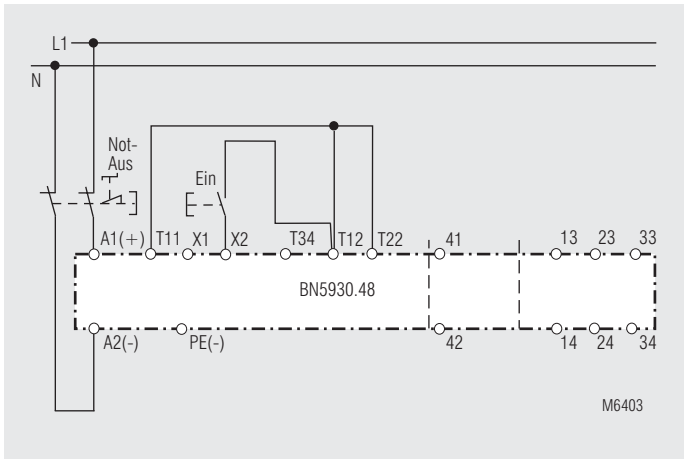 L1
N
Not-
Aus
Ein
A1(+) T11 X1 X2 T34 T12 T22 41 13 23 33
BN5930.48
A2(-) PE(-) 42 14 24 34
M6403